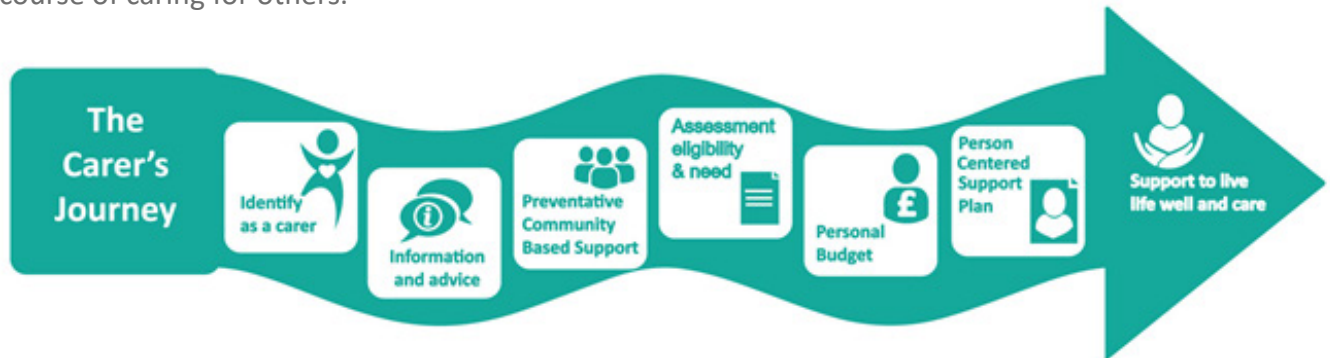 course of caring for others.
The
Carer's
Journey
Identify
as a carer
Information
and advice
Preventative
Community
Based Support
Assessment
eligibility
& need
Personal
Budget
£
Person
Centered
Support
Plan
Support to live
life well and care